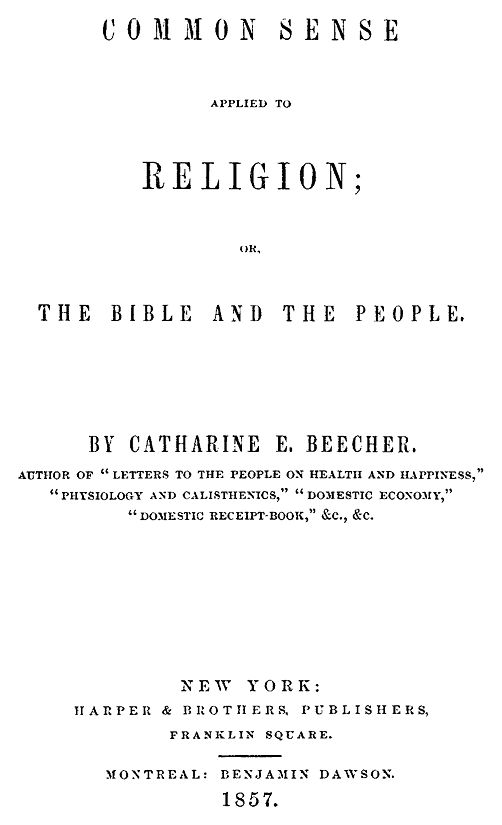 COMMON SENSE
APPLIED TO
RELIGION;
OR,
THE BIBLE AND THE PEOPLE.
BY CATHARINE E. BEECHER.
AUTHOR OF "LETTERS TO THE PEOPLE ON HEALTH AND HAPPINESS,"
"PHYSIOLOGY AND CALISTHENICS," "DOMESTIC ECONOMY,"
"DOMESTIC RECEIPT-BOOK," &c., &c.
NEW YORK:
HARPER & BROTHERS, PUBLISHERS,
FRANKLIN SQUARE.
MONTREAL: BENJAMIN DAWSON.
1857.